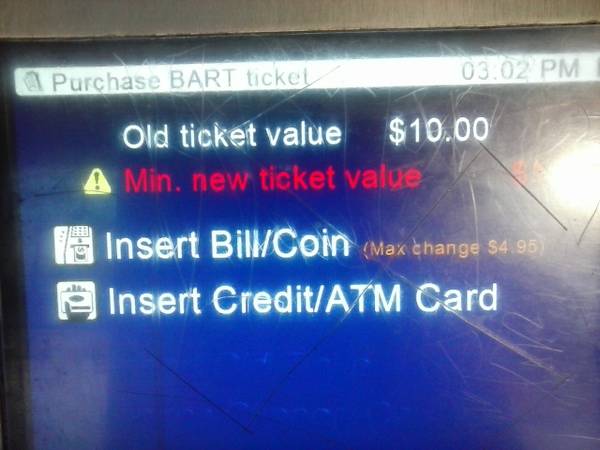 Purchase BART ticket 03:02 PM
Old ticket value $10.00
Min. new ticket value
Insert Bill/Coin (Max change $4.95)
Insert Credit/ATM Card